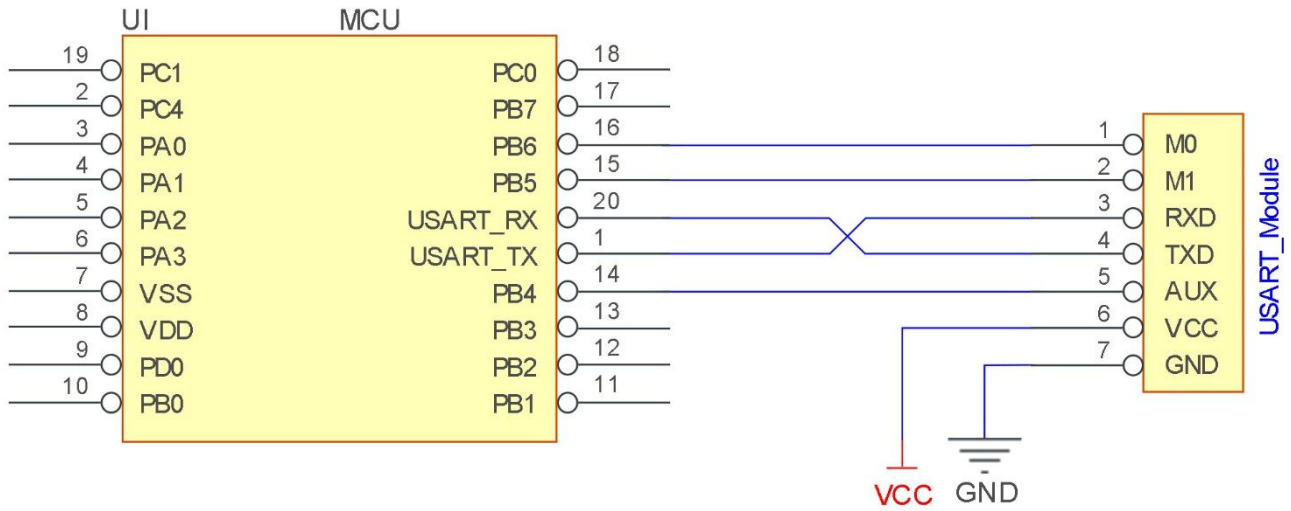 UI MCU
19 PC1 PC0 18
2 PC4 PB7 17
3 PA0 PB6 16 1 M0
4 PA1 PB5 15 2 M1
5 PA2 USART_RX 20 3 RXD
6 PA3 USART_TX 1 4 TXD
7 VSS PB4 14 5 AUX
8 VDD PB3 13 6 VCC
9 PD0 PB2 12 7 GND
10 PB0 PB1 11
USART_Module
VCC GND